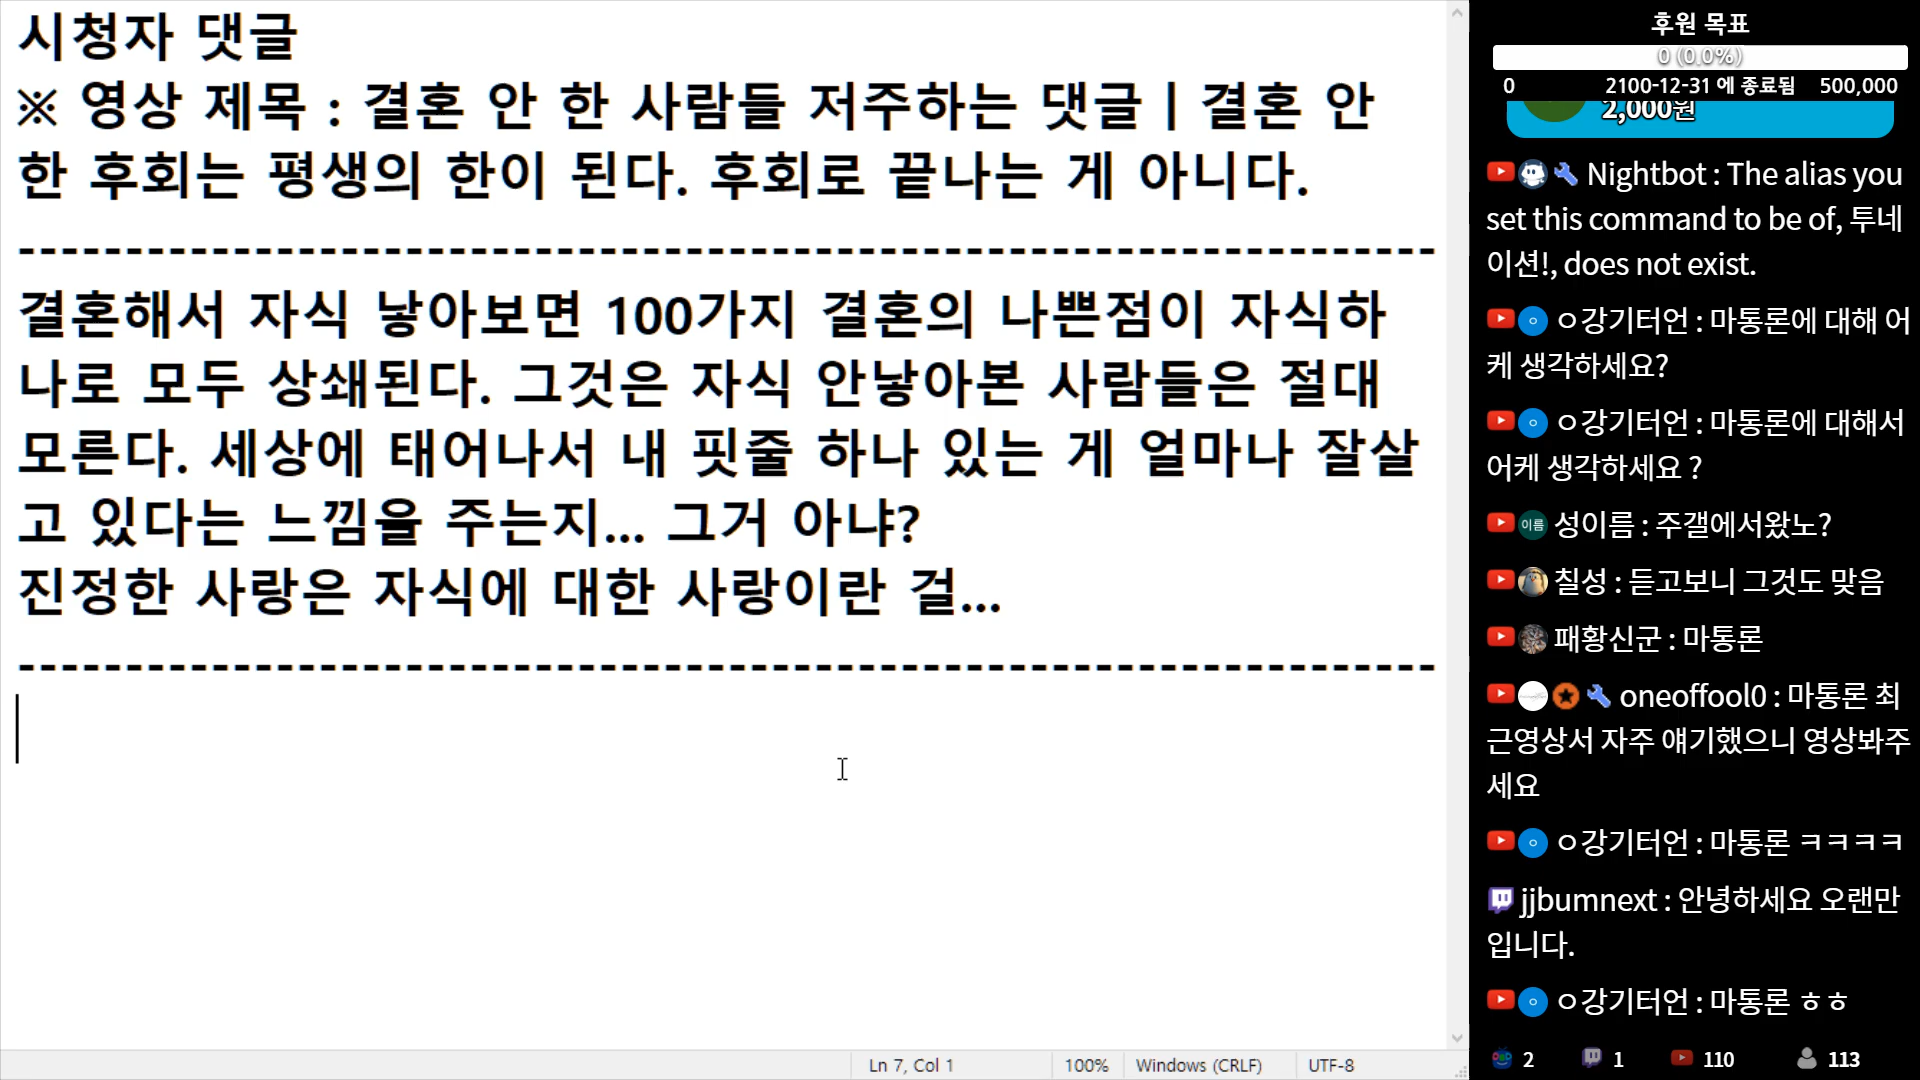 시청자 댓글
※ 영상 제목 : 결혼 안 한 사람들 저주하는 댓글 | 결혼 안
한 후회는 평생의 한이 된다. 후회로 끝나는 게 아니다.
------------------------------------------------------------------
결혼해서 자식 낳아보면 100가지 결혼의 나쁜점이 자식하
나로 모두 상쇄된다. 그것은 자식 안낳아본 사람들은 절대
모른다. 세상에 태어나서 내 핏줄 하나 있는 게 얼마나 잘살
고 있다는 느낌을 주는지... 그거 아냐?
진정한 사랑은 자식에 대한 사랑이란 걸...
------------------------------------------------------------------
Ln 7, Col 1
100%
Windows (CRLF)
UTF-8
후원 목표
0 (0.0%)
0 2100-12-31 에 종료됨 500,000
2,000원
Nightbot : The alias you
set this command to be of, 투네
이션!, does not exist.
ㅇ강기터언 : 마통론에 대해 어
케 생각하세요?
ㅇ강기터언 : 마통론에 대해서
어케 생각하세요 ?
이름 성이름 : 주갤에서왔노?
칠성 : 듣고보니 그것도 맞음
패황신군 : 마통론
oneoffool0 : 마통론 최
근영상서 자주 얘기했으니 영상봐주
세요
ㅇ강기터언 : 마통론 ㅋㅋㅋㅋ
jjbumnext : 안녕하세요 오랜만
입니다.
ㅇ강기터언 : 마통론 ㅎㅎ
2 1 110 113